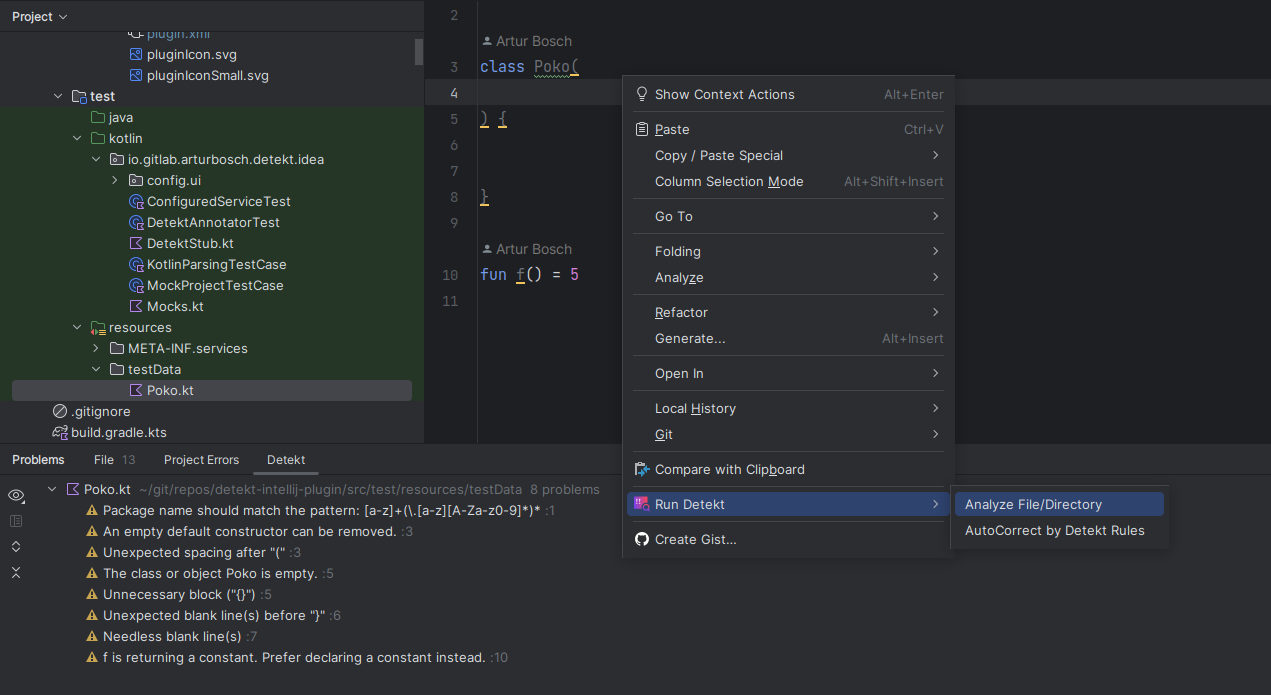 Project
plugin.xml
pluginIcon.svg
pluginIconSmall.svg
test
java
kotlin
io.gitlab.arturbosch.detekt.idea
config.ui
ConfiguredServiceTest
DetektAnnotatorTest
DetektStub.kt
KotlinParsingTestCase
MockProjectTestCase
Mocks.kt
resources
META-INF.services
testData
Poko.kt
.gitignore
build.gradle.kts
2
Artur Bosch
3 class Poko(
4
5 ) {
6
7
8 }
9
Artur Bosch
10 fun f() = 5
11
Show Context Actions Alt+Enter
Paste Ctrl+V
Copy / Paste Special
Column Selection Mode Alt+Shift+Insert
Go To
Folding
Analyze
Refactor
Generate... Alt+Insert
Open In
Local History
Git
Compare with Clipboard
Run Detekt
Create Gist...
Analyze File/Directory
AutoCorrect by Detekt Rules
Problems File 13 Project Errors Detekt
Poko.kt ~/git/repos/detekt-intellij-plugin/src/test/resources/testData 8 problems
Package name should match the pattern: [a-z]+(\.[a-z][A-Za-z0-9]*)* :1
An empty default constructor can be removed. :3
Unexpected spacing after "(" :3
The class or object Poko is empty. :5
Unnecessary block ("{}") :5
Unexpected blank line(s) before "}" :6
Needless blank line(s) :7
f is returning a constant. Prefer declaring a constant instead. :10